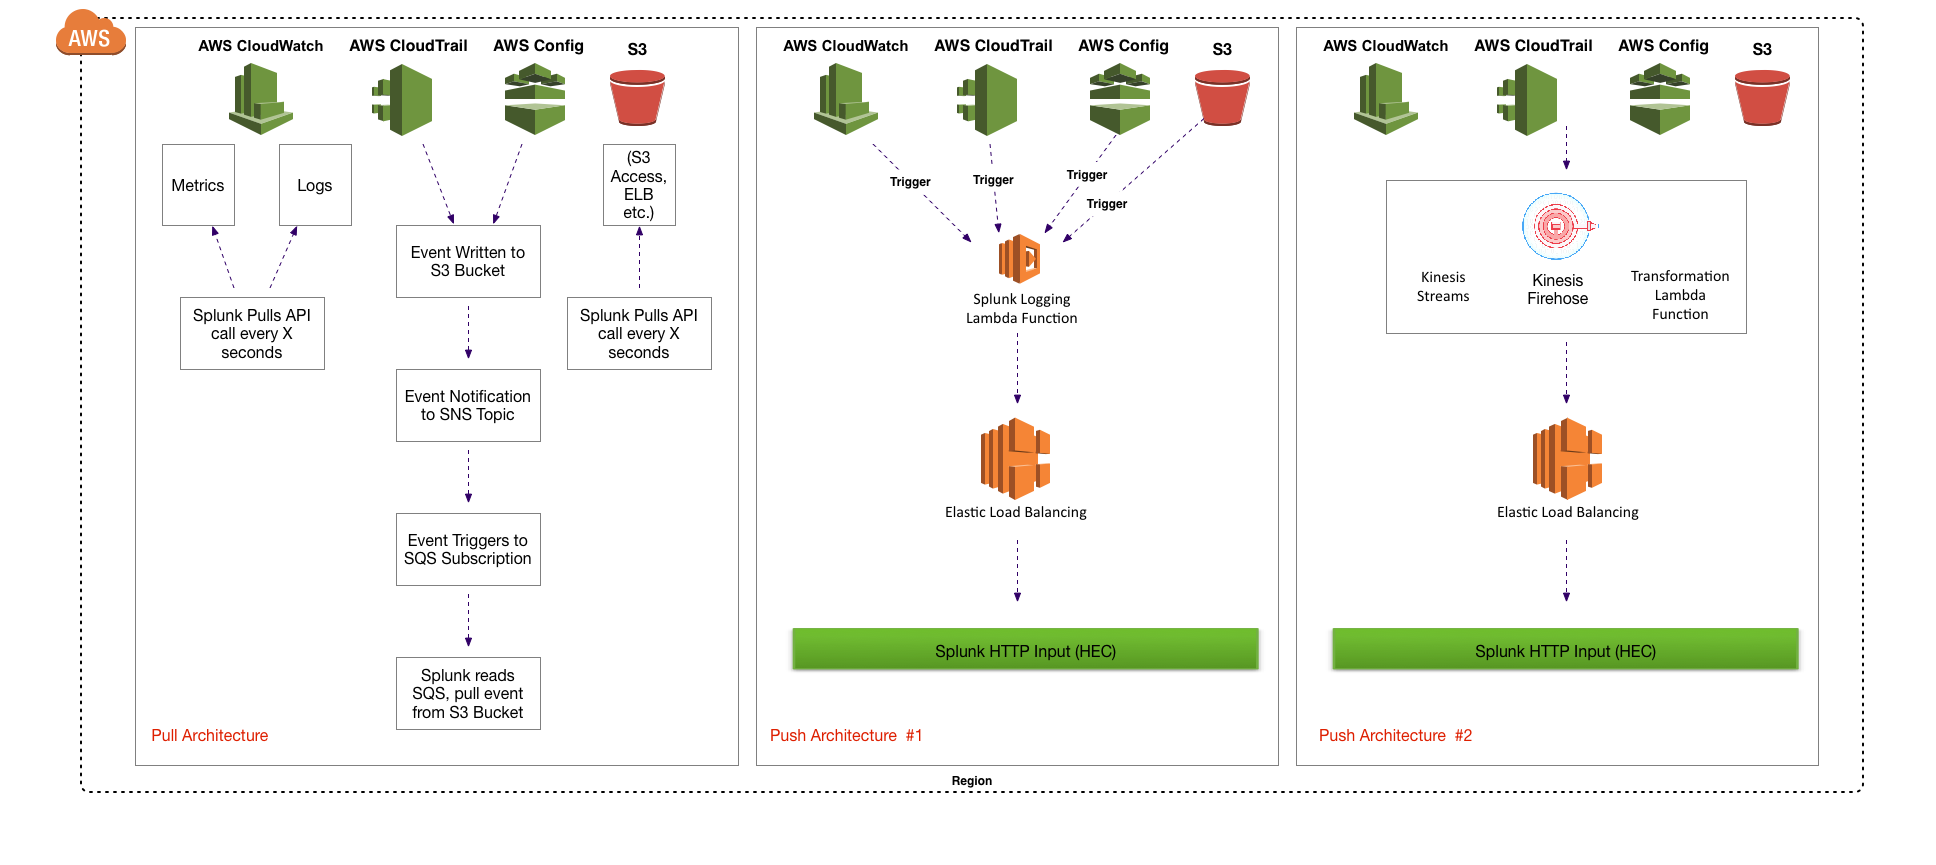 AWS
AWS CloudWatch
AWS CloudTrail
AWS Config
S3
Metrics
Logs
(S3
Access,
ELB
etc.)
Event Written to
S3 Bucket
Splunk Pulls API
call every X
seconds
Splunk Pulls API
call every X
seconds
Event Notification
to SNS Topic
Event Triggers to
SQS Subscription
Splunk reads
SQS, pull event
from S3 Bucket
Pull Architecture
AWS CloudWatch
AWS CloudTrail
AWS Config
S3
Trigger
Trigger
Trigger
Trigger
Splunk Logging
Lambda Function
Elastic Load Balancing
Splunk HTTP Input (HEC)
Push Architecture #1
AWS CloudWatch
AWS CloudTrail
AWS Config
S3
Kinesis
Streams
Kinesis
Firehose
Transformation
Lambda
Function
Elastic Load Balancing
Splunk HTTP Input (HEC)
Push Architecture #2
Region